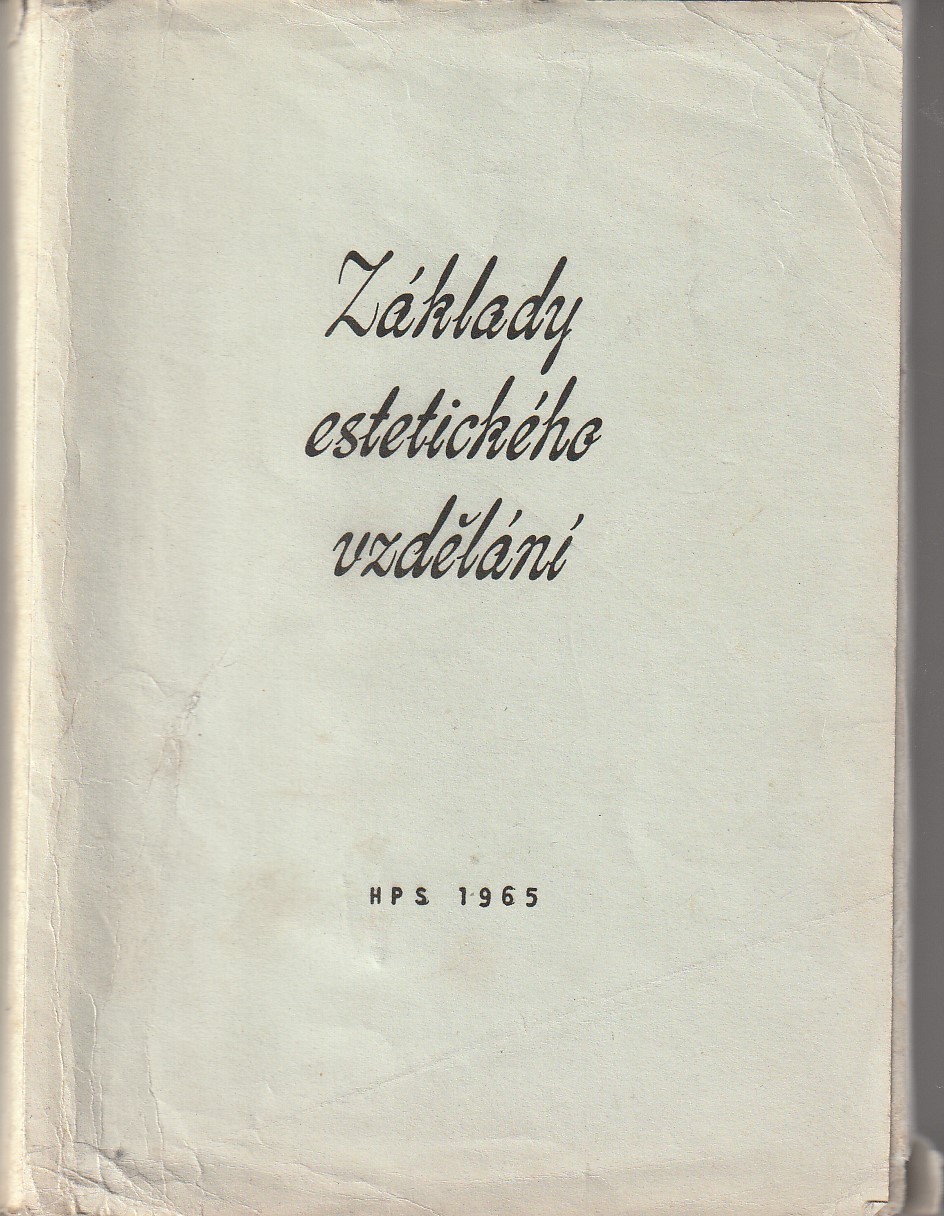 Základy
estetického
vzdělání
HPS 1965